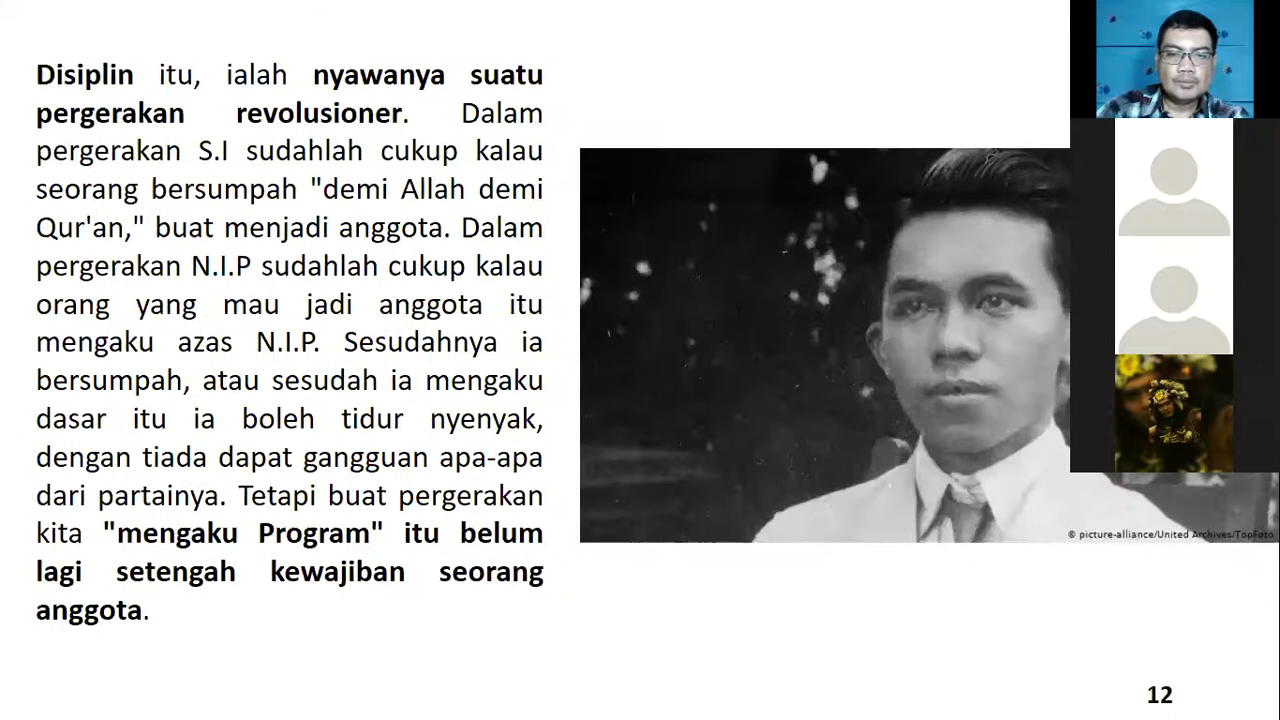 Disiplin itu, ialah nyawanya suatu
pergerakan revolusioner. Dalam
pergerakan S.I sudahlah cukup kalau
seorang bersumpah "demi Allah demi
Qur'an," buat menjadi anggota. Dalam
pergerakan N.I.P sudahlah cukup kalau
orang yang mau jadi anggota itu
mengaku azas N.I.P. Sesudahnya ia
bersumpah, atau sesudah ia mengaku
dasar itu ia boleh tidur nyenyak,
dengan tiada dapat gangguan apa-apa
dari partainya. Tetapi buat pergerakan
kita "mengaku Program" itu belum
lagi setengah kewajiban seorang
anggota.
© picture-alliance/United Archives/TopFoto
12